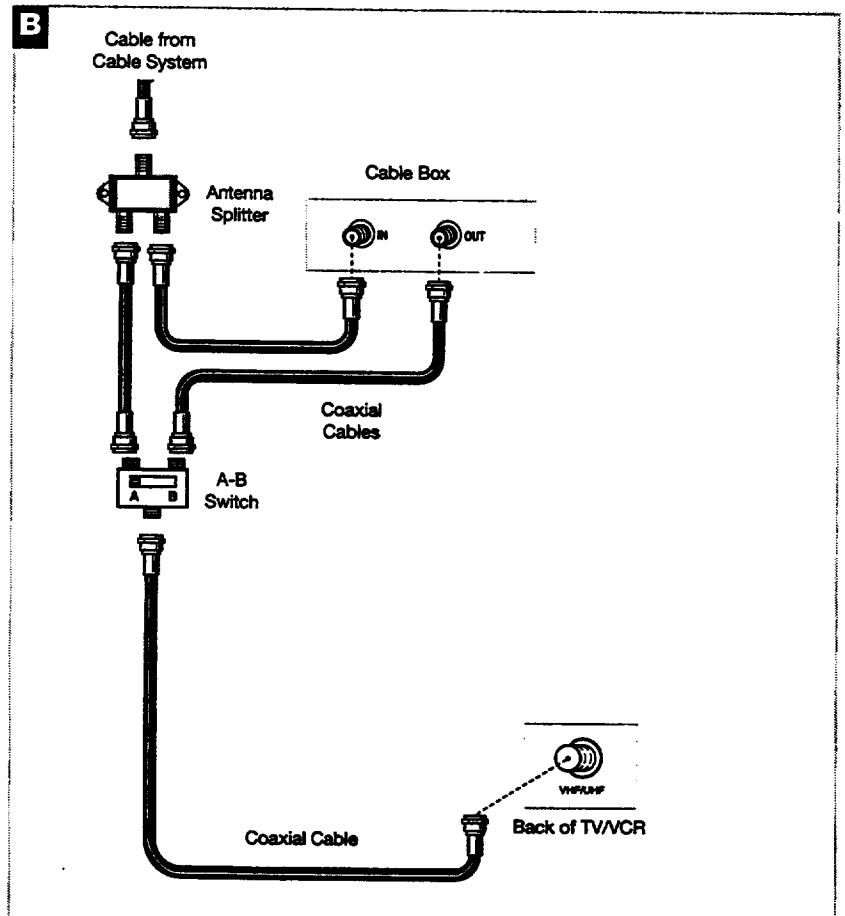 B
Cable from
Cable System
Antenna
Splitter
Cable Box
IN
OUT
Coaxial
Cables
A B
A-B
Switch
VHF/UHF
Back of TV/VCR
Coaxial Cable